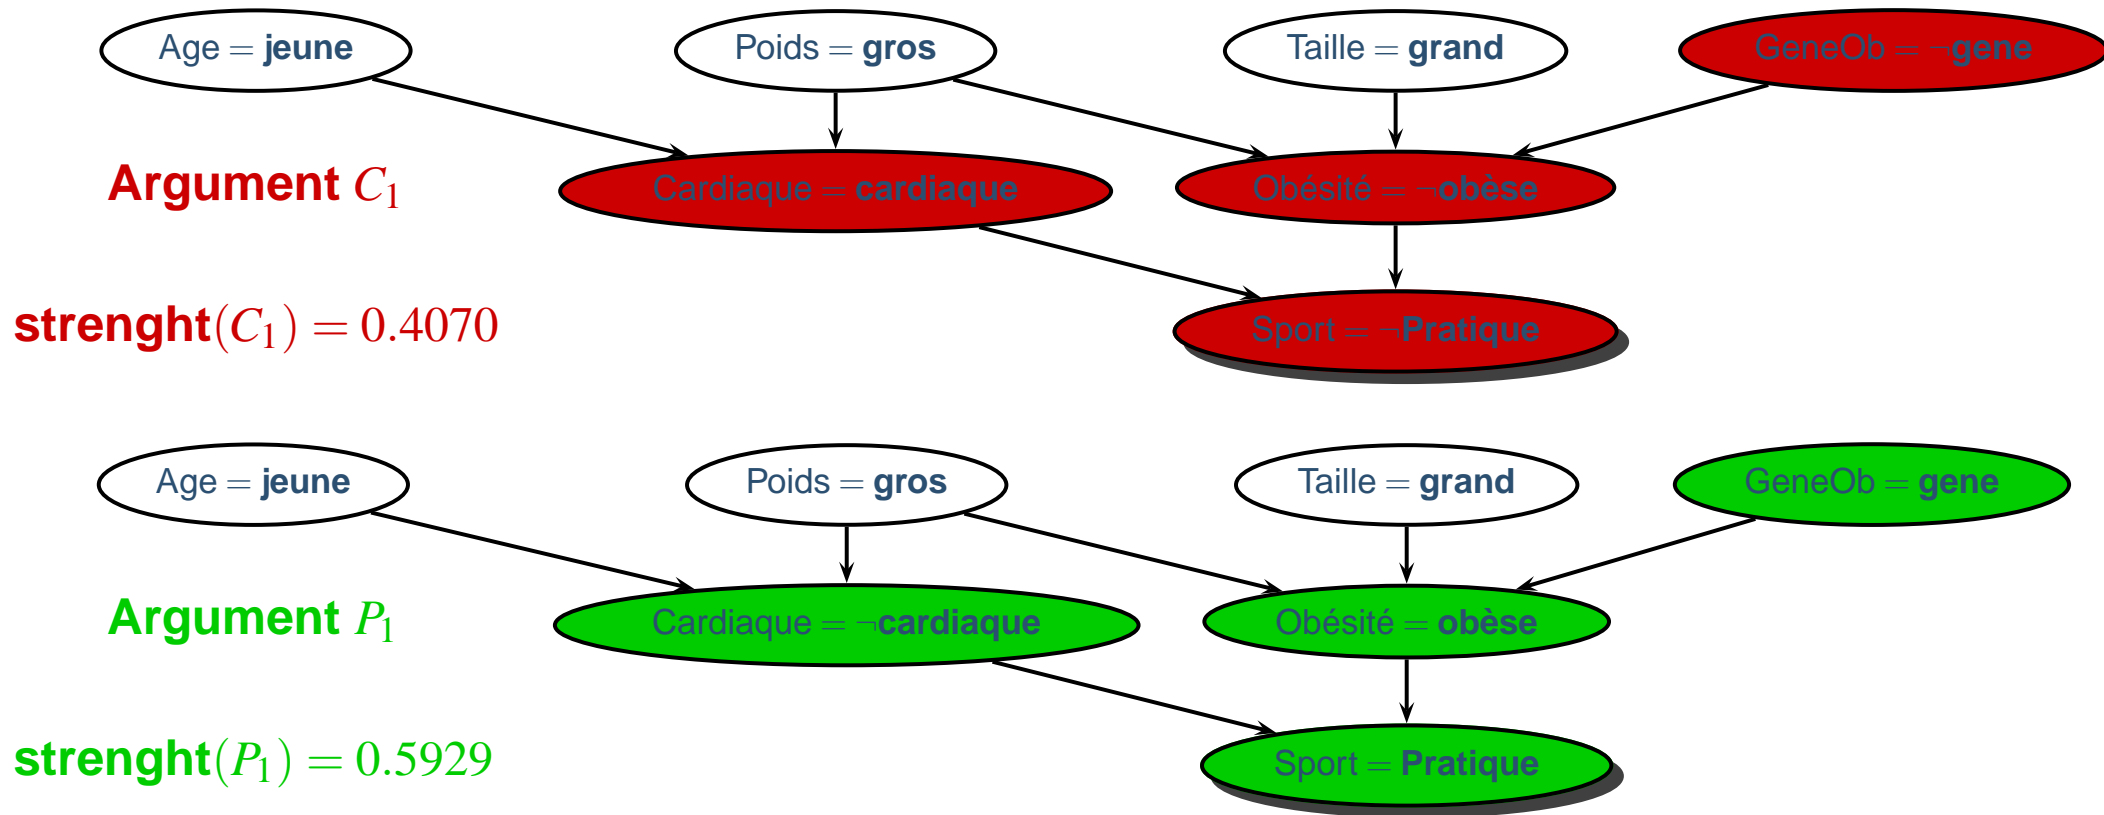 Age = jeune
Poids = gros
Taille = grand
GeneOb = ¬gene
Argument C1
Cardiaque = cardiaque
Obésité = ¬obèse
strenght(C1) = 0.4070
Sport = ¬Pratique
Age = jeune
Poids = gros
Taille = grand
GeneOb = gene
Argument P1
Cardiaque = ¬cardiaque
Obésité = obèse
strenght(P1) = 0.5929
Sport = Pratique